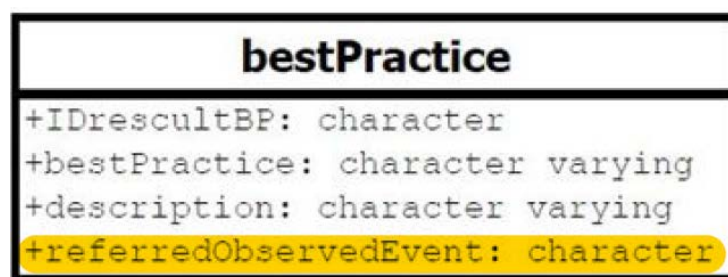 bestPractice
+IDrescultBP: character
+bestPractice: character varying
+description: character varying
+referredObservedEvent: character